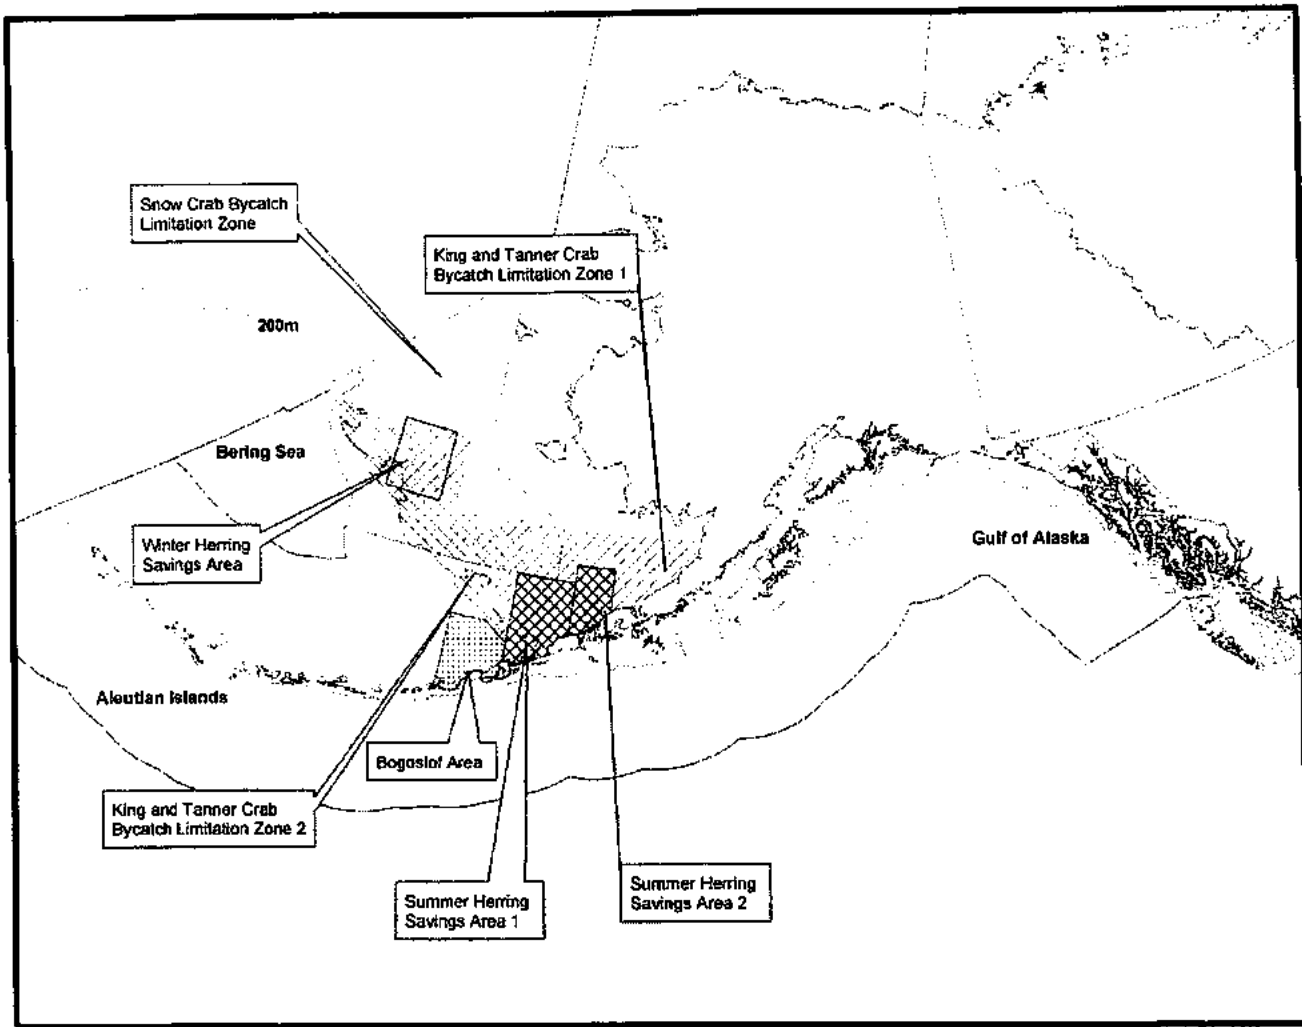 Snow Crab Bycatch
Limitation Zone
King and Tanner Crab
Bycatch Limitation Zone 1
200m
Bering Sea
Winter Herring
Savings Area
Gulf of Alaska
Aleutian Islands
Bogoslof Area
King and Tanner Crab
Bycatch Limitation Zone 2
Summer Herring
Savings Area 1
Summer Herring
Savings Area 2